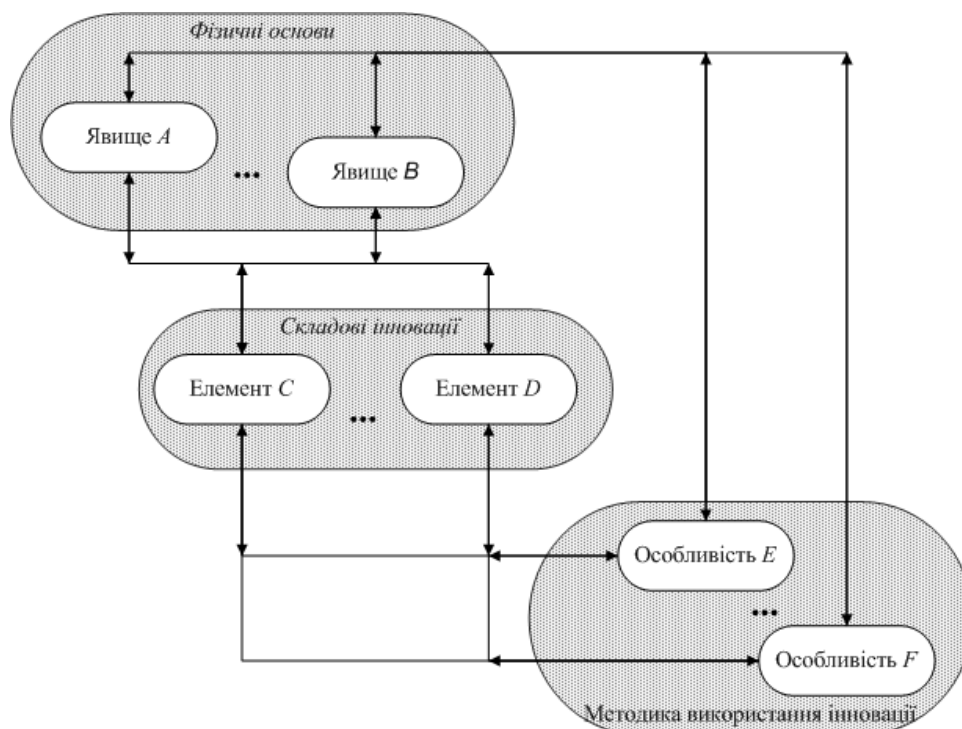 Фізичні основи
Явище A
...
Явище B
Складові інновації
Елемент C
...
Елемент D
Особливість E
...
Особливість F
Методика використання інновації